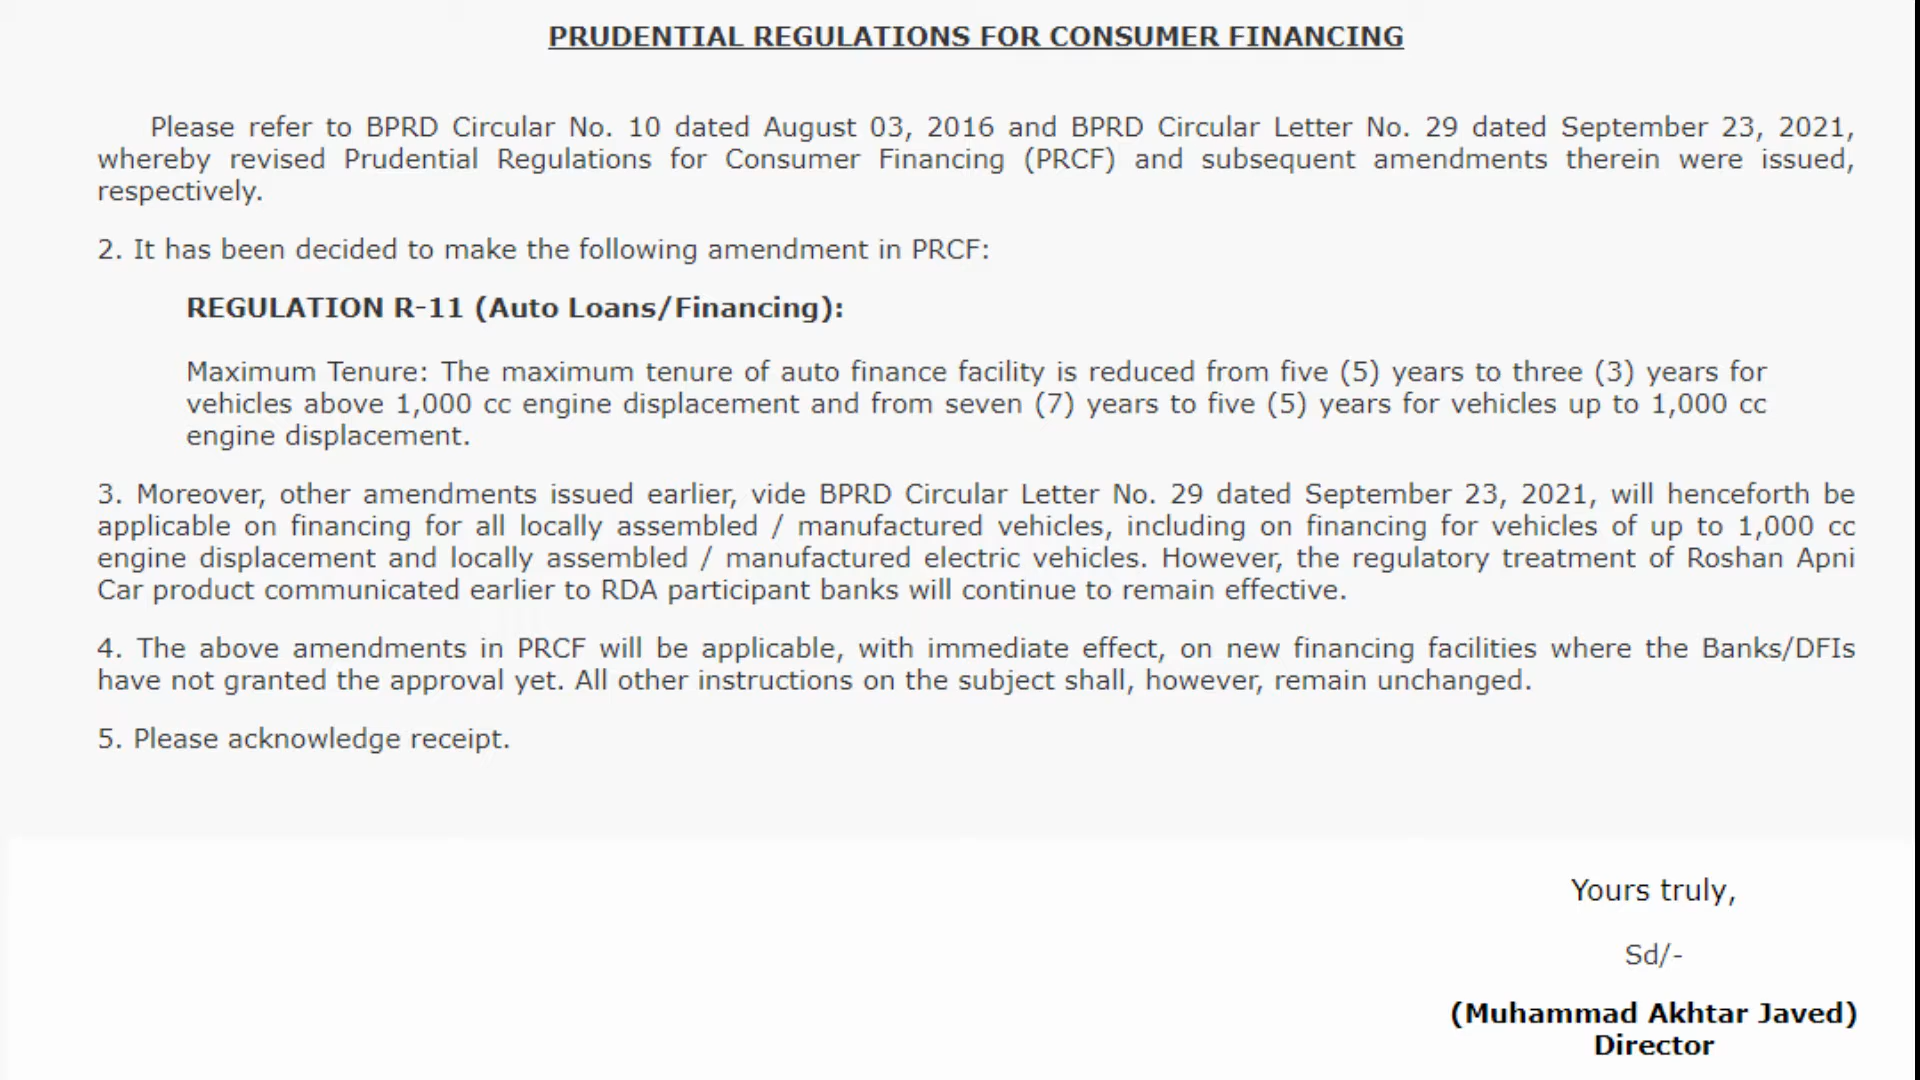 PRUDENTIAL REGULATIONS FOR CONSUMER FINANCING
Please refer to BPRD Circular No. 10 dated August 03, 2016 and BPRD Circular Letter No. 29 dated September 23, 2021,
whereby revised Prudential Regulations for Consumer Financing (PRCF) and subsequent amendments therein were issued,
respectively.
2. It has been decided to make the following amendment in PRCF:
REGULATION R-11 (Auto Loans/Financing):
Maximum Tenure: The maximum tenure of auto finance facility is reduced from five (5) years to three (3) years for
vehicles above 1,000 cc engine displacement and from seven (7) years to five (5) years for vehicles up to 1,000 cc
engine displacement.
3. Moreover, other amendments issued earlier, vide BPRD Circular Letter No. 29 dated September 23, 2021, will henceforth be
applicable on financing for all locally assembled / manufactured vehicles, including on financing for vehicles of up to 1,000 cc
engine displacement and locally assembled / manufactured electric vehicles. However, the regulatory treatment of Roshan Apni
Car product communicated earlier to RDA participant banks will continue to remain effective.
4. The above amendments in PRCF will be applicable, with immediate effect, on new financing facilities where the Banks/DFIs
have not granted the approval yet. All other instructions on the subject shall, however, remain unchanged.
5. Please acknowledge receipt.
Yours truly,
Sd/-
(Muhammad Akhtar Javed)
Director